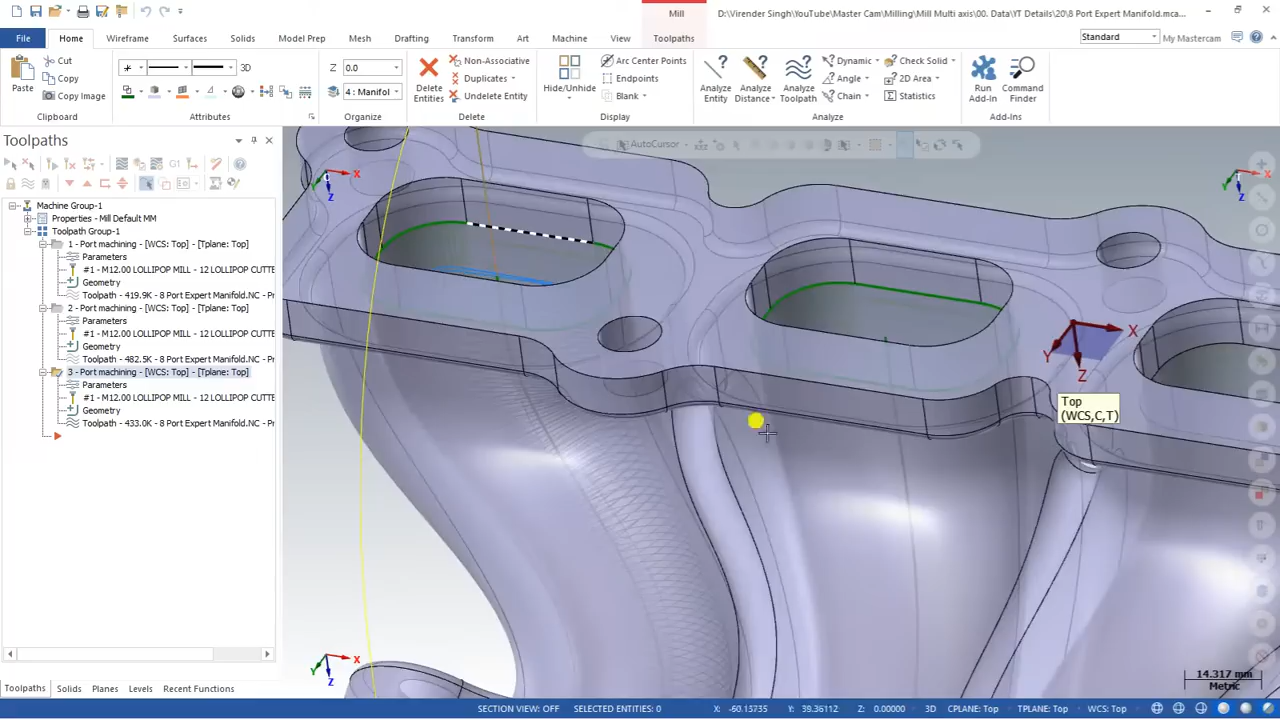 Mill
D:\Virender Singh\YouTube\Master Cam\Milling\Mill Multi axis\00. Data\YT Details\20\8 Port Expert Manifold.mca...
File
Home
Wireframe
Surfaces
Solids
Model Prep
Mesh
Drafting
Transform
Art
Machine
View
Toolpaths
Standard
My Mastercam
Paste
Cut
Copy
Copy Image
Clipboard
3D
Attributes
Z
0.0
4 : Manifol
Organize
Delete
Entities
Non-Associative
Duplicates
Undelete Entity
Delete
Hide/Unhide
Arc Center Points
Endpoints
Blank
Display
Analyze
Entity
Analyze
Distance
Analyze
Toolpath
Dynamic
Angle
Chain
Check Solid
2D Area
Statistics
Analyze
Run
Add-In
Command
Finder
Add-Ins
Toolpaths
G1
Machine Group-1
Properties - Mill Default MM
Toolpath Group-1
1 - Port machining - [WCS: Top] - [Tplane: Top]
Parameters
#1 - M12.00 LOLLIPOP MILL - 12 LOLLIPOP CUTTE
Geometry
Toolpath - 419.9K - 8 Port Expert Manifold.NC - Pr
2 - Port machining - [WCS: Top] - [Tplane: Top]
Parameters
#1 - M12.00 LOLLIPOP MILL - 12 LOLLIPOP CUTTE
Geometry
Toolpath - 482.5K - 8 Port Expert Manifold.NC - Pr
3 - Port machining - [WCS: Top] - [Tplane: Top]
Parameters
#1 - M12.00 LOLLIPOP MILL - 12 LOLLIPOP CUTTE
Geometry
Toolpath - 433.0K - 8 Port Expert Manifold.NC - Pr
AutoCursor
X
Z
X
Y
Z
X
Y
Z
Top
(WCS,C,T)
X
Y
Z
14.317 mm
Metric
Toolpaths
Solids
Planes
Levels
Recent Functions
SECTION VIEW: OFF
SELECTED ENTITIES: 0
X: -60.15735
Y: 39.36112
Z: 0.00000
3D
CPLANE: Top
TPLANE: Top
WCS: Top